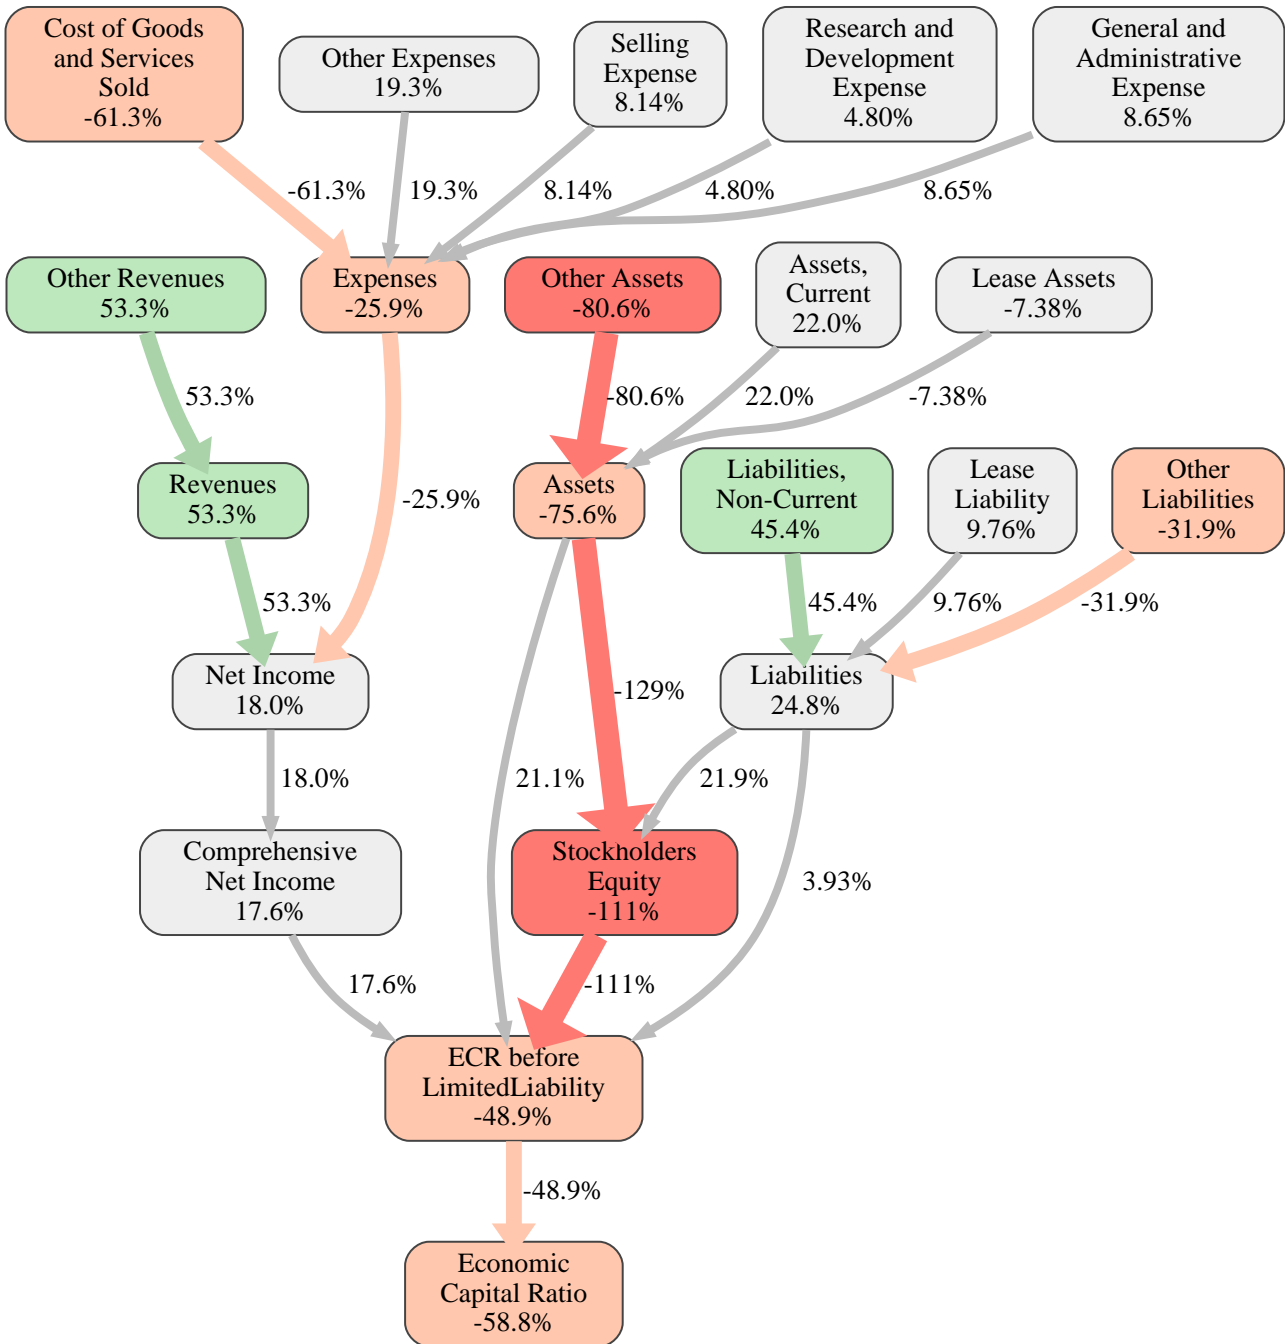 Cost of Goods
and Services
Sold
-61.3%
Other Expenses
19.3%
Selling
Expense
8.14%
Research and
Development
Expense
4.80%
General and
Administrative
Expense
8.65%
-61.3%
19.3%
8.14%
4.80%
8.65%
Other Revenues
53.3%
Expenses
-25.9%
Other Assets
-80.6%
Assets,
Current
22.0%
Lease Assets
-7.38%
53.3%
-80.6%
22.0%
-7.38%
Revenues
53.3%
-25.9%
Assets
-75.6%
Liabilities,
Non-Current
45.4%
Lease
Liability
9.76%
Other
Liabilities
-31.9%
53.3%
45.4%
9.76%
-31.9%
Net Income
18.0%
-129%
Liabilities
24.8%
18.0%
21.1%
21.9%
Comprehensive
Net Income
17.6%
Stockholders
Equity
-111%
3.93%
17.6%
-111%
ECR before
LimitedLiability
-48.9%
-48.9%
Economic
Capital Ratio
-58.8%